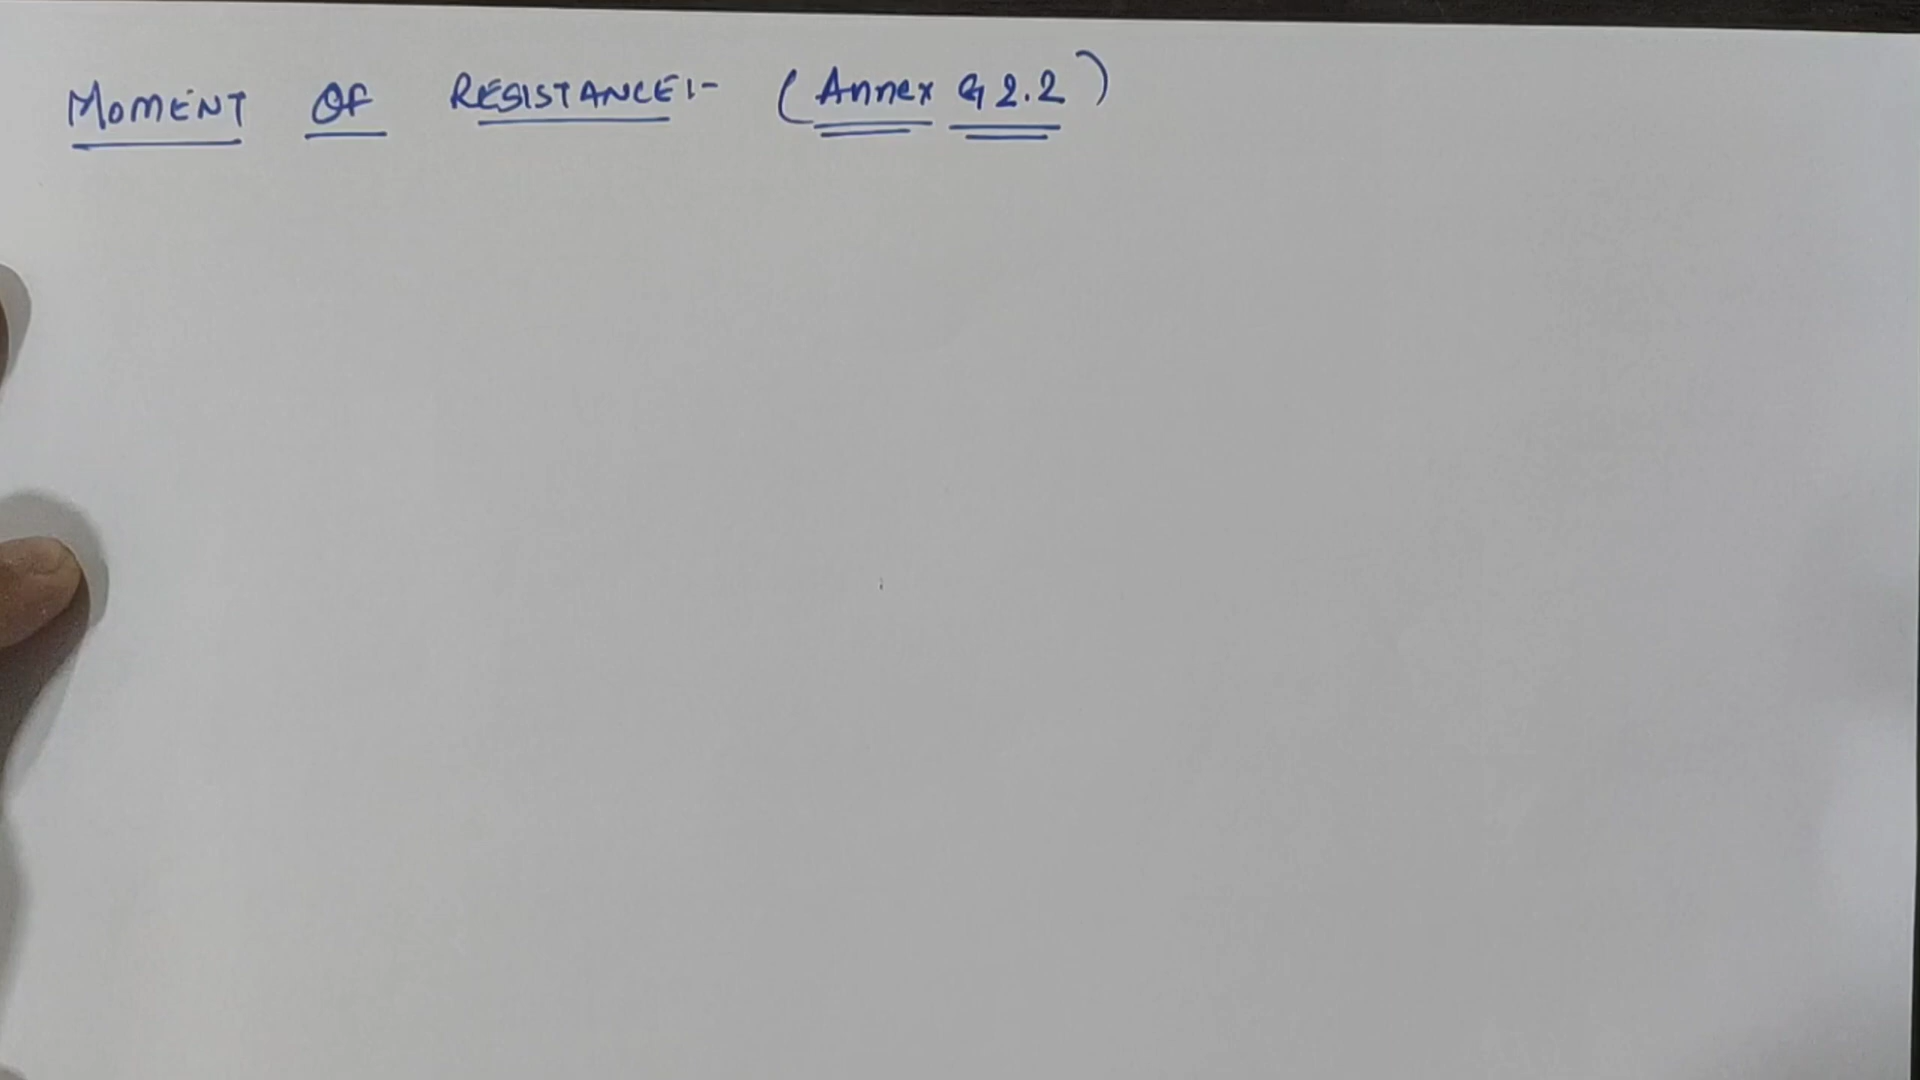 MOMENT OF RESISTANCE:- (Annex G 2.2)